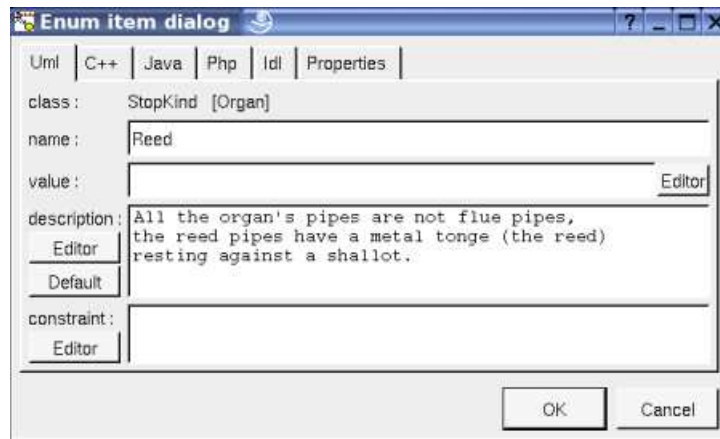 Enum item dialog
?
Uml C++ Java Php Idl Properties
class : StopKind [Organ]
name : Reed
value : Editor
description : All the organ's pipes are not flue pipes,
the reed pipes have a metal tonge (the reed)
Editor
resting against a shallot.
Default
constraint :
Editor
OK Cancel